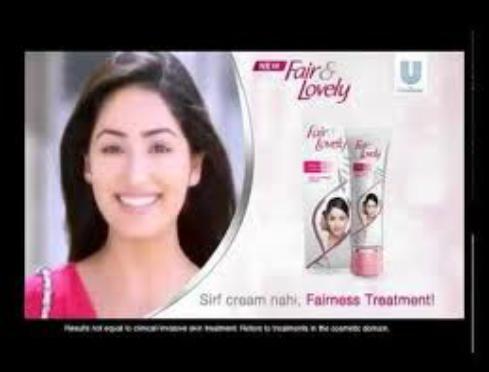 NEW
Fair &
Lovely
Fair &
Lovely
Fair &
Lovely
Sirf cream nahi, Fairness Treatment!
Results not equal to clinical/invasive skin treatment. Refers to treatments in the cosmetic domain.